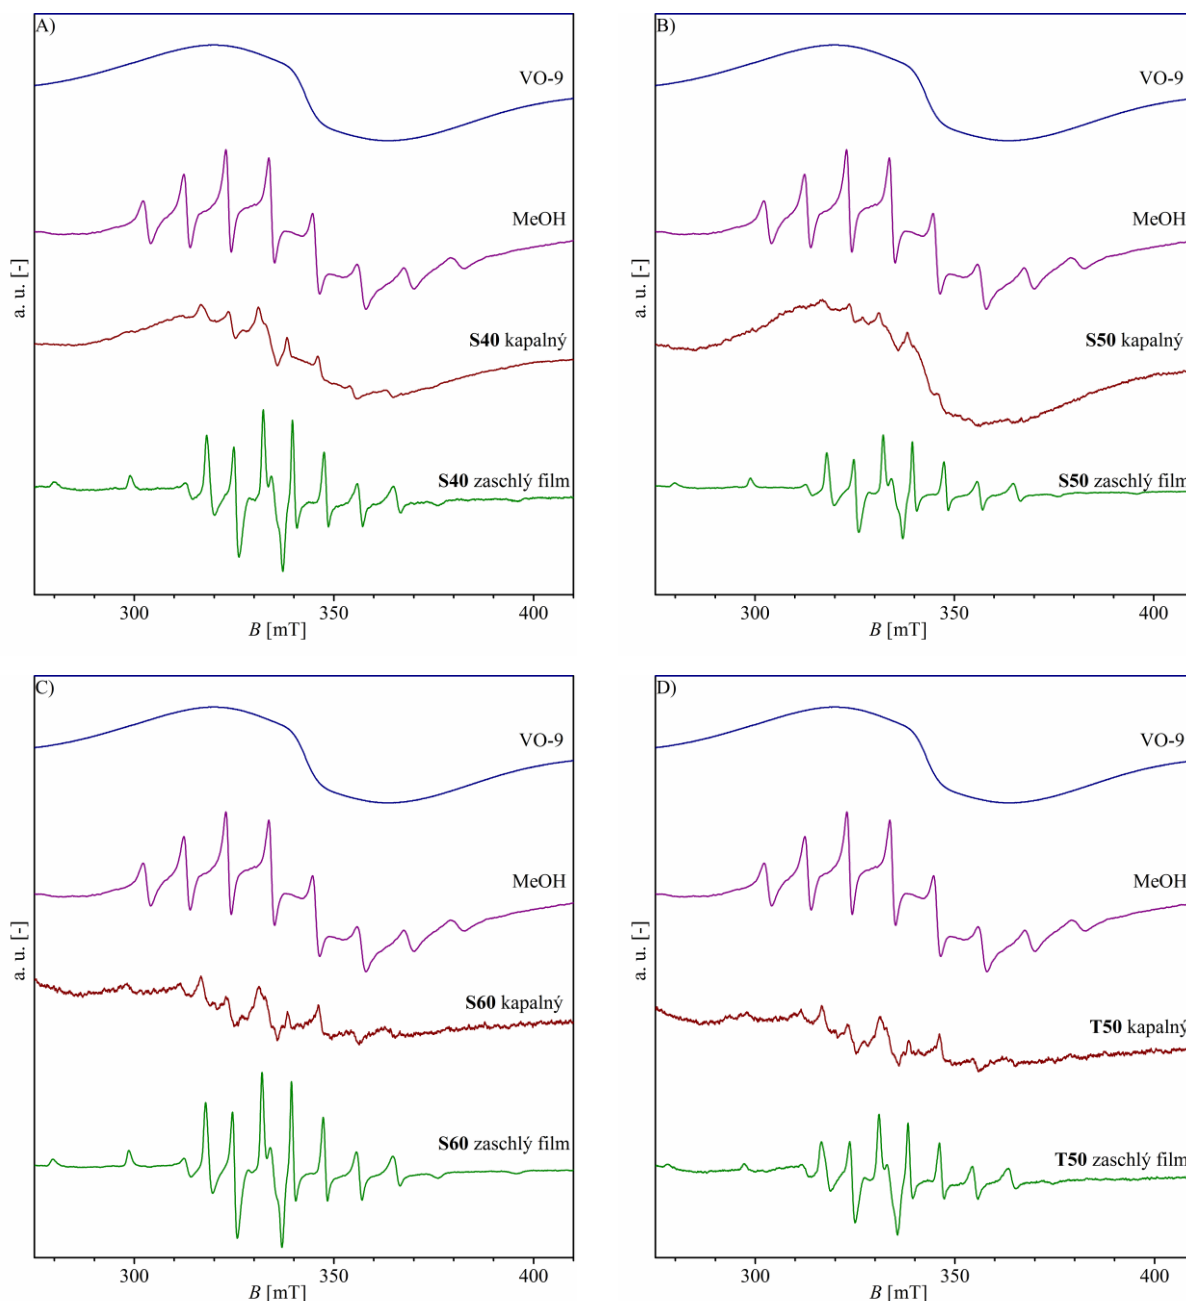 A)
VO-9
MeOH
S40 kapalný
S40 zaschlý film
a. u. [-]
300 350 400
B [mT]
B)
VO-9
MeOH
S50 kapalný
S50 zaschlý film
a. u. [-]
300 350 400
B [mT]
C)
VO-9
MeOH
S60 kapalný
S60 zaschlý film
a. u. [-]
300 350 400
B [mT]
D)
VO-9
MeOH
T50 kapalný
T50 zaschlý film
a. u. [-]
300 350 400
B [mT]